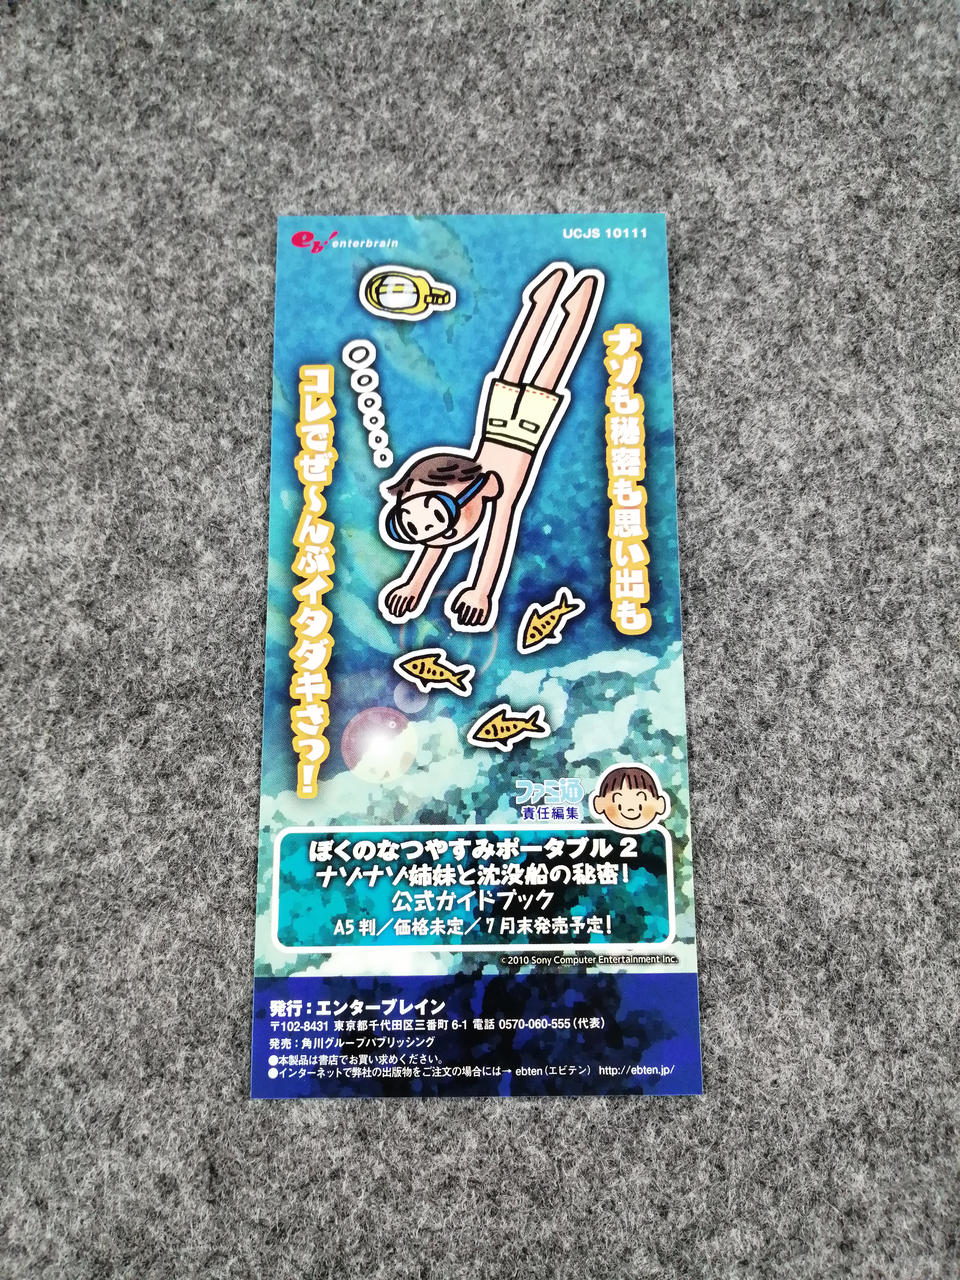 eb! enterbrain
UCJS 10111
ナゾも秘密も思い出も
コレでぜ～んぶイタダキさっ!
ファミ通
責任編集
ぼくのなつやすみポータブル 2
ナゾナゾ姉妹と沈没船の秘密!
公式ガイドブック
A5判／価格未定／7月末発売予定!
c2010 Sony Computer Entertainment Inc.
発行:エンターブレイン
〒102-8431 東京都千代田区三番町 6-1 電話 0570-060-555(代表)
発売:角川グループパブリッシング
●本製品は書店でお買い求めください。
●インターネットで弊社の出版物をご注文の場合には→ ebten(エビテン) http://ebten.jp/